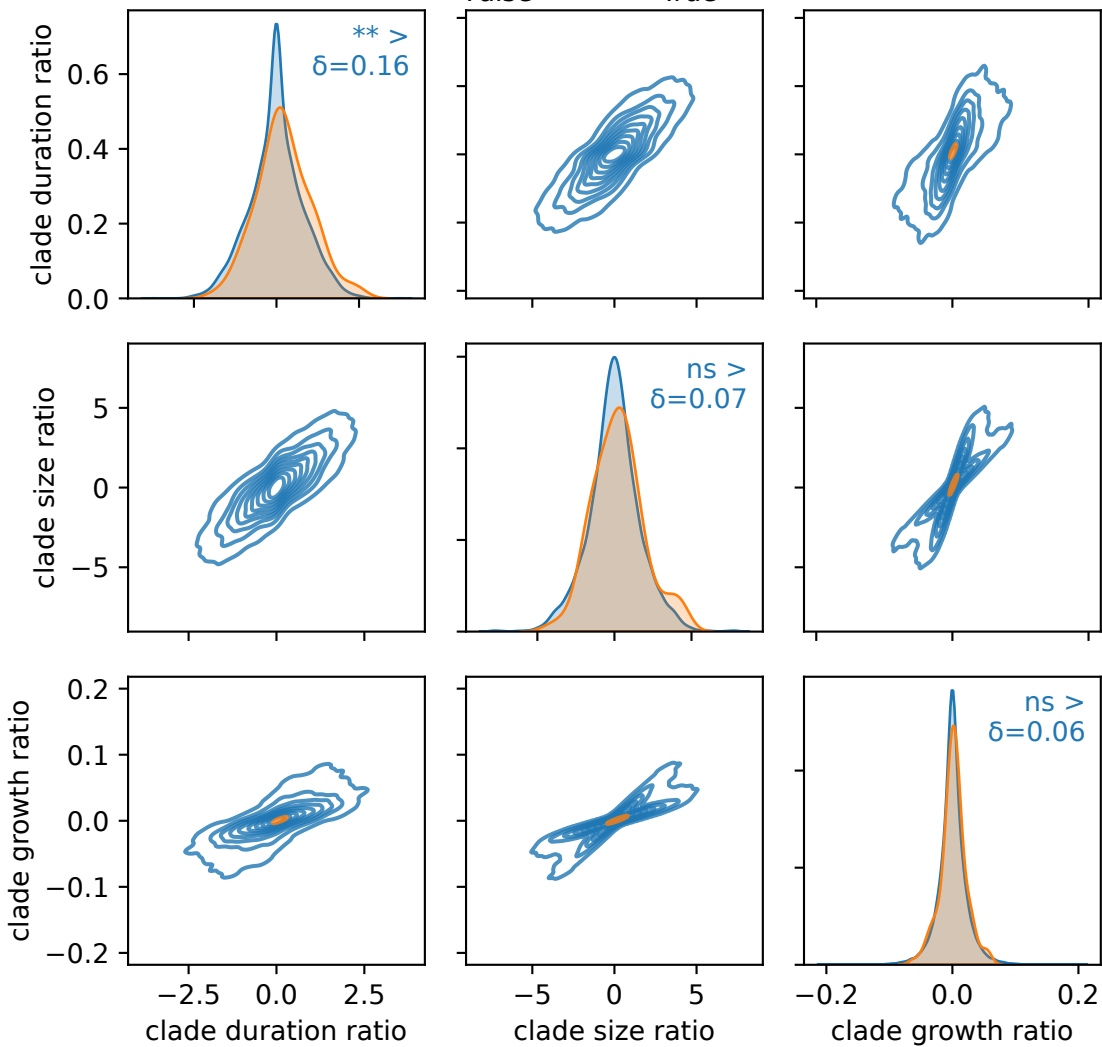 ** >
δ=0.16
clade duration ratio
0.6
0.4
0.2
0.0
ns >
δ=0.07
clade size ratio
5
0
−5
ns >
δ=0.06
clade growth ratio
0.2
0.1
0.0
−0.1
−0.2
−2.5 0.0 2.5
−5 0 5
−0.2 0.0 0.2
clade duration ratio
clade size ratio
clade growth ratio